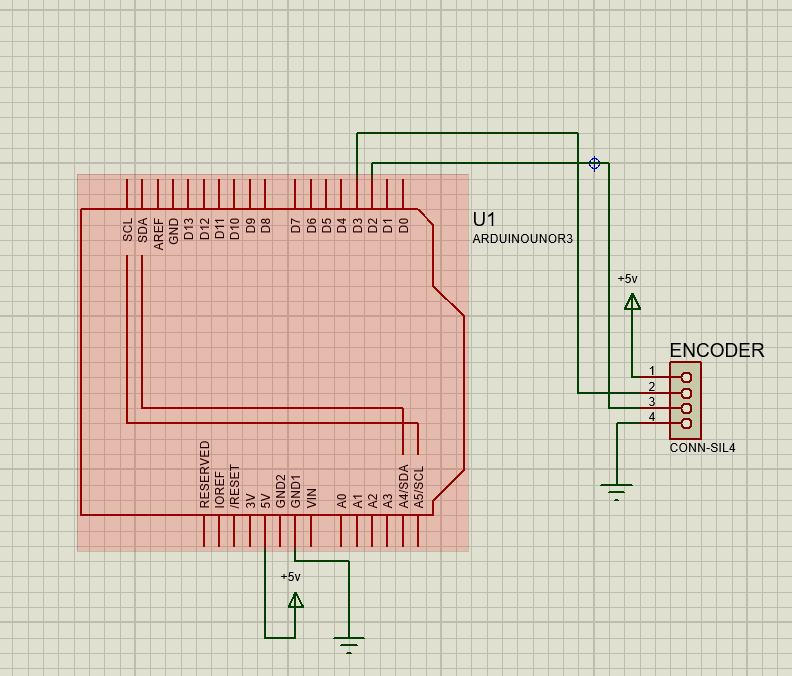 SCL
SDA
AREF
GND
D13
D12
D11
D10
D9
D8
D7
D6
D5
D4
D3
D2
D1
D0
U1
ARDUINOUNOR3
+5v
ENCODER
1
2
3
4
CONN-SIL4
RESERVED
IOREF
/RESET
3V
5V
GND2
GND1
VIN
A0
A1
A2
A3
A4/SDA
A5/SCL
+5v